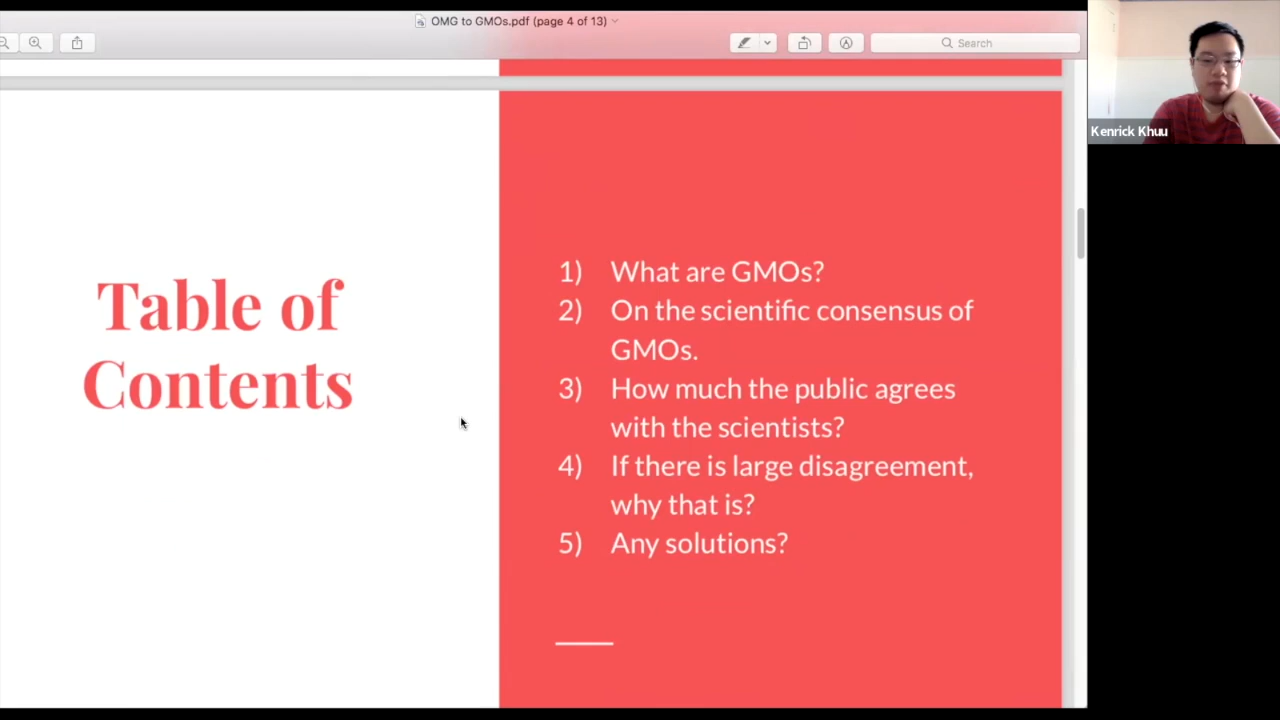 OMG to GMOs.pdf (page 4 of 13)
Search
Kenrick Khuu
Table of
Contents
1) What are GMOs?
2) On the scientific consensus of
GMOs.
3) How much the public agrees
with the scientists?
4) If there is large disagreement,
why that is?
5) Any solutions?